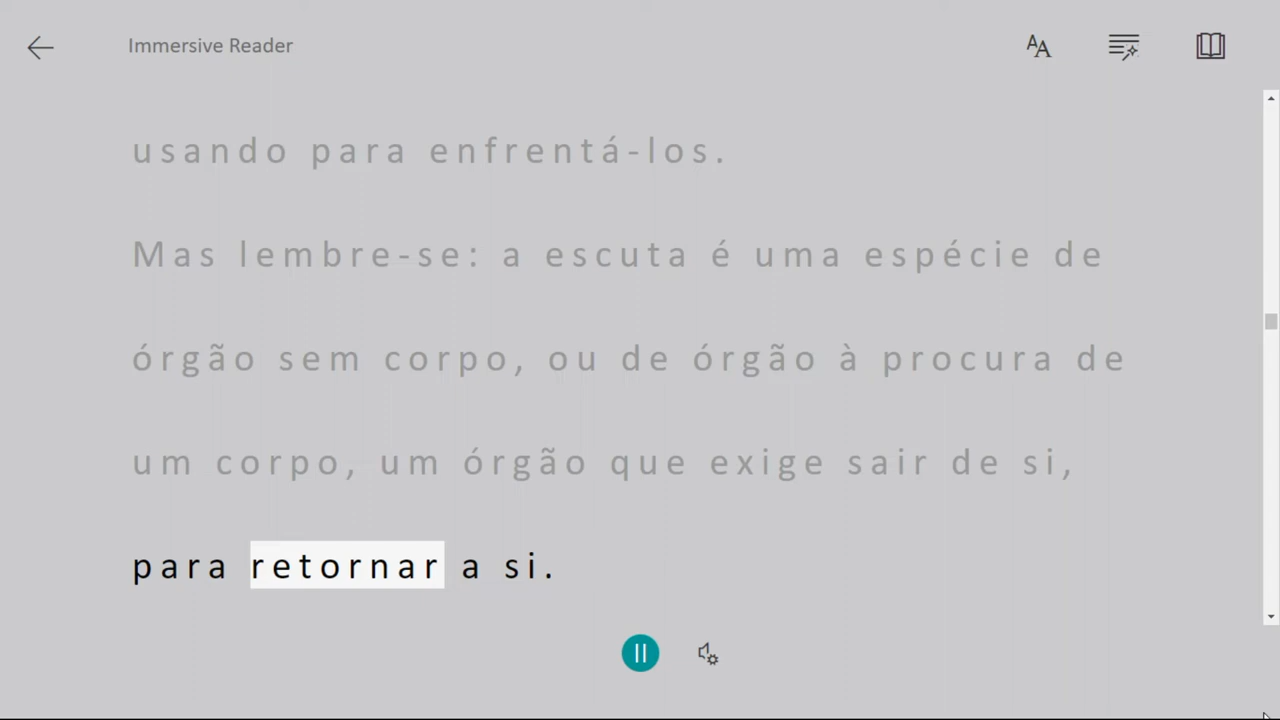 Immersive Reader
usando para enfrentá-los.
Mas lembre-se: a escuta é uma espécie de
órgão sem corpo, ou de órgão à procura de
um corpo, um órgão que exige sair de si,
para retornar a si.